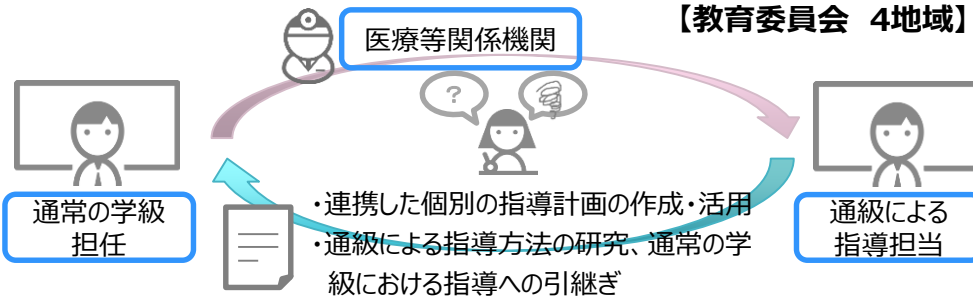 【教育委員会 4地域】
医療等関係機関
?
通常の学級
担任
・連携した個別の指導計画の作成・活用
・通級による指導方法の研究、通常の学
級における指導への引継ぎ
通級による
指導担当